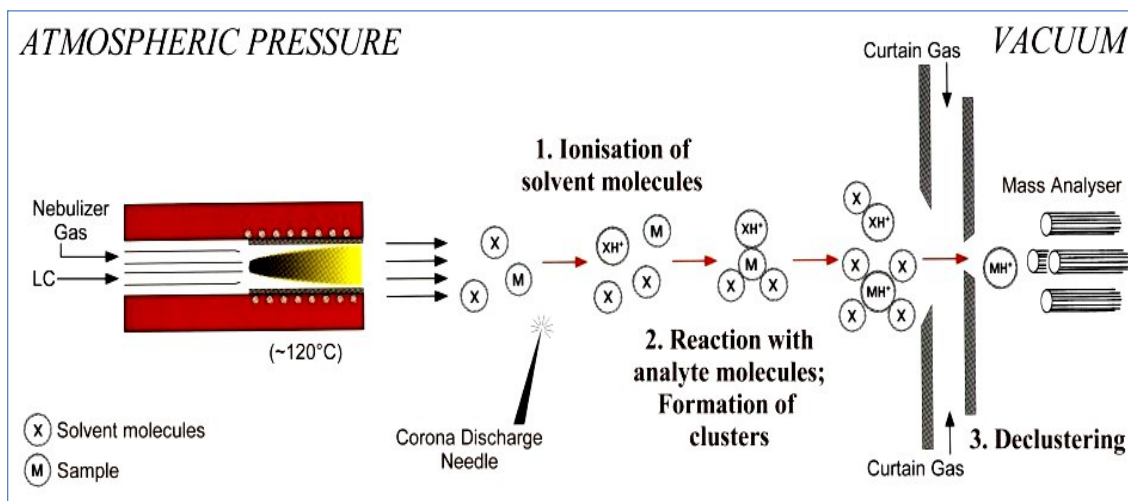 ATMOSPHERIC PRESSURE
VACUUM
Curtain Gas
1. Ionisation of
solvent molecules
Mass Analyser
Nebulizer
Gas
LC
X
M
X
XH⁺
M
X
X
XH⁺
M
X
X
X
XH⁺
X
X
MH⁺
X
X
MH⁺
(~120°C)
2. Reaction with
analyte molecules;
Formation of
clusters
Corona Discharge
Needle
3. Declustering
Curtain Gas
X Solvent molecules
M Sample